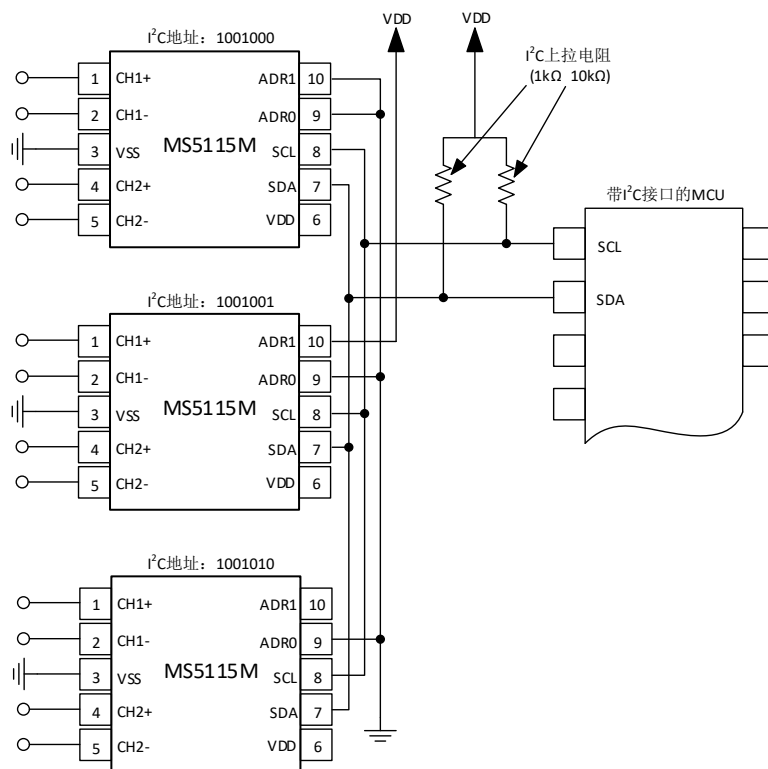 VDD
VDD
I²C地址：1001000
I²C上拉电阻
(1kΩ 10kΩ)
1 CH1+ ADR1 10
2 CH1- ADR0 9
3 VSS MS5115M SCL 8
4 CH2+ SDA 7
5 CH2- VDD 6
带I²C接口的MCU
SCL
SDA
I²C地址：1001001
1 CH1+ ADR1 10
2 CH1- ADR0 9
3 VSS MS5115M SCL 8
4 CH2+ SDA 7
5 CH2- VDD 6
I²C地址：1001010
1 CH1+ ADR1 10
2 CH1- ADR0 9
3 VSS MS5115M SCL 8
4 CH2+ SDA 7
5 CH2- VDD 6